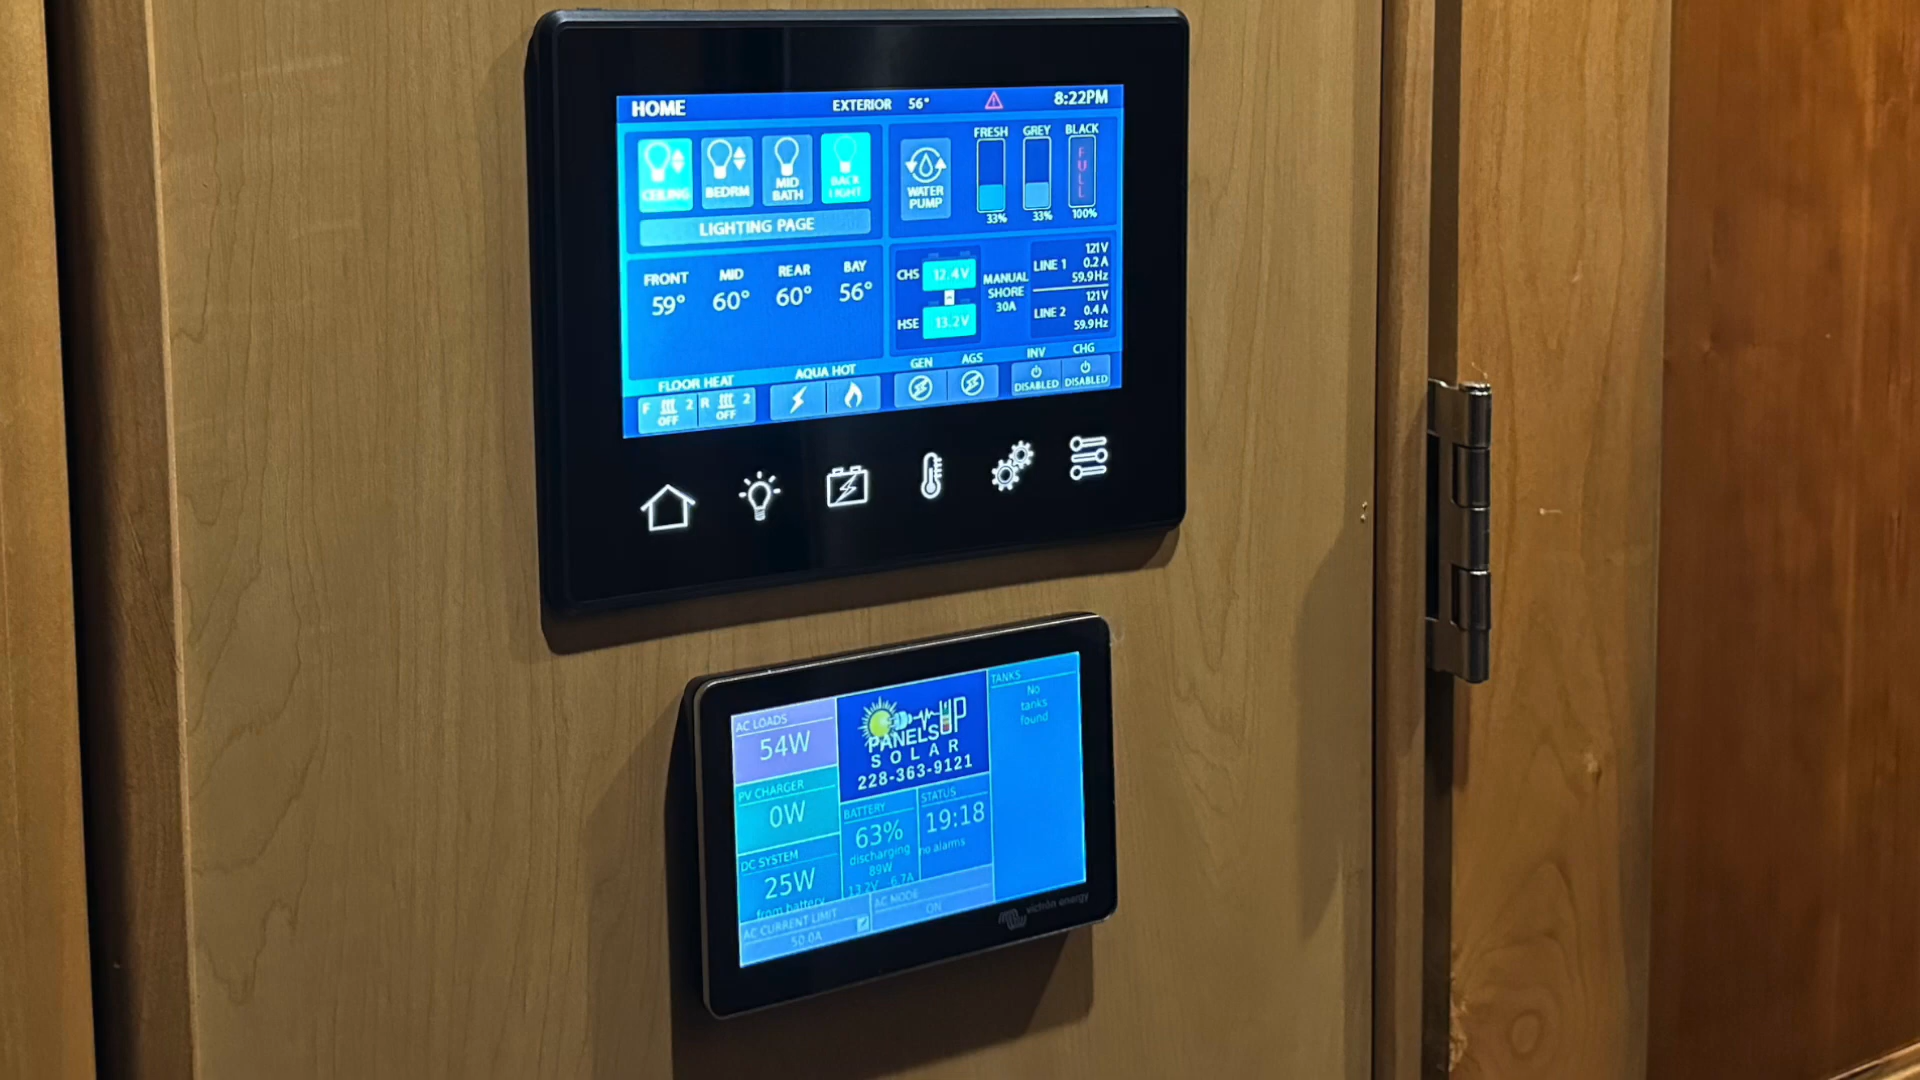 HOME
EXTERIOR 56°
8:22PM
CEILING
BEDRM
MID
BATH
BACK
LIGHT
LIGHTING PAGE
WATER
PUMP
FRESH
33%
GREY
33%
BLACK
FULL
100%
FRONT
59°
MID
60°
REAR
60°
BAY
56°
CHS
12.4V
HSE
13.2V
MANUAL
SHORE
30A
LINE 1
121V
0.2 A
59.9Hz
LINE 2
121V
0.4 A
59.9Hz
FLOOR HEAT
F 2
OFF
R 2
OFF
AQUA HOT
GEN
AGS
INV
DISABLED
CHG
DISABLED
AC LOADS
54W
PV CHARGER
0W
DC SYSTEM
25W
from battery
PANELS UP
SOLAR
228-363-9121
BATTERY
63%
discharging
89W
13.2V 6.7A
STATUS
19:18
no alarms
TANKS
No
tanks
found
AC CURRENT LIMIT
50.0A
AC MODE
ON
victron energy